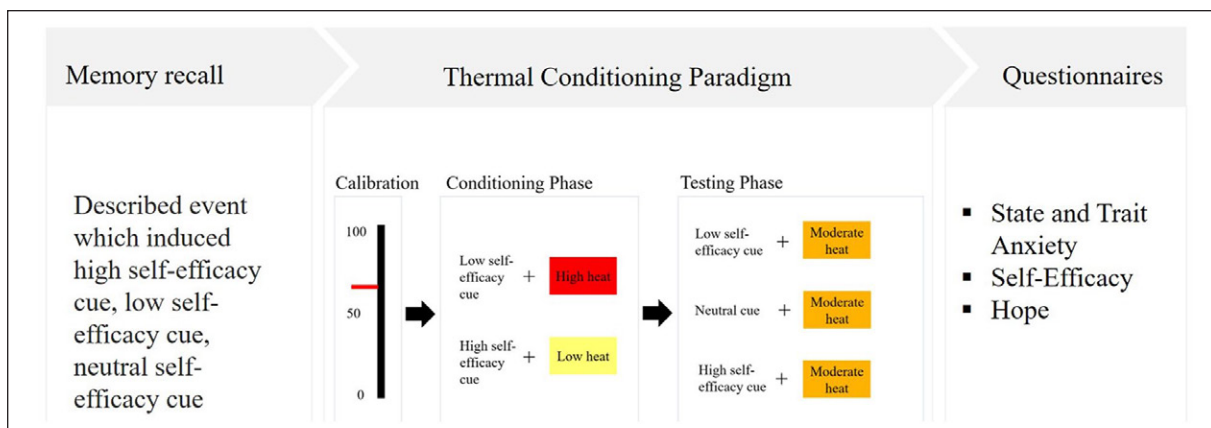 Memory recall
Thermal Conditioning Paradigm
Questionnaires
Described event
which induced
high self-efficacy
cue, low self-
efficacy cue,
neutral self-
efficacy cue
Calibration
100
50
0
Conditioning Phase
Low self-
efficacy
cue
+
High heat
High self-
efficacy
cue
+
Low heat
Testing Phase
Low self-
efficacy cue
+
Moderate
heat
Neutral cue
+
Moderate
heat
High self-
efficacy cue
+
Moderate
heat
▪ State and Trait
Anxiety
▪ Self-Efficacy
▪ Hope